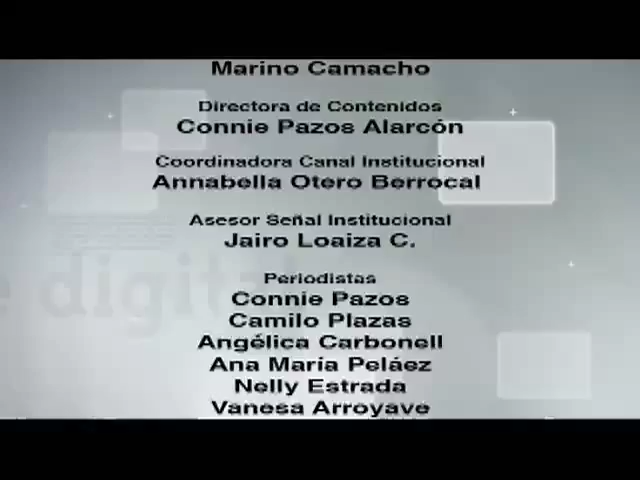 Marino Camacho
Directora de Contenidos
Connie Pazos Alarcón
Coordinadora Canal Institucional
Annabella Otero Berrocal
Asesor Señal Institucional
Jairo Loaiza C.
e digital
Periodistas
Connie Pazos
Camilo Plazas
Angélica Carbonell
Ana María Peláez
Nelly Estrada
Vanesa Arroyave